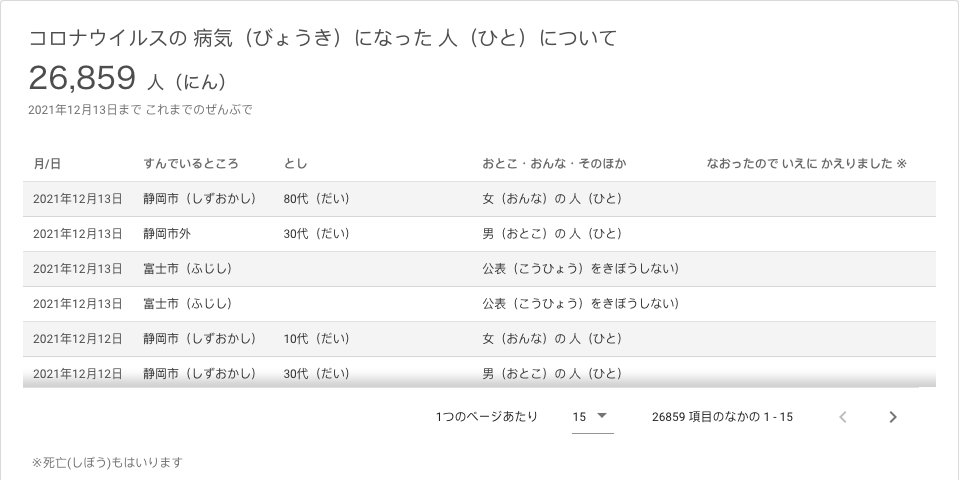 コロナウイルスの 病気（びょうき）になった 人（ひと）について
26,859 人（にん）
2021年12月13日まで これまでのぜんぶで
月/日 すんでいるところ とし おとこ・おんな・そのほか なおったので いえに かえりました ※
2021年12月13日 静岡市（しずおかし） 80代（だい） 女（おんな）の 人（ひと）
2021年12月13日 静岡市外 30代（だい） 男（おとこ）の 人（ひと）
2021年12月13日 富士市（ふじし） 公表（こうひょう）をきぼうしない）
2021年12月13日 富士市（ふじし） 公表（こうひょう）をきぼうしない）
2021年12月12日 静岡市（しずおかし） 10代（だい） 女（おんな）の 人（ひと）
2021年12月12日 静岡市（しずおかし） 30代（だい） 男（おとこ）の 人（ひと）
1つのページあたり 15 26859 項目のなかの 1 - 15
※死亡(しぼう)もはいります